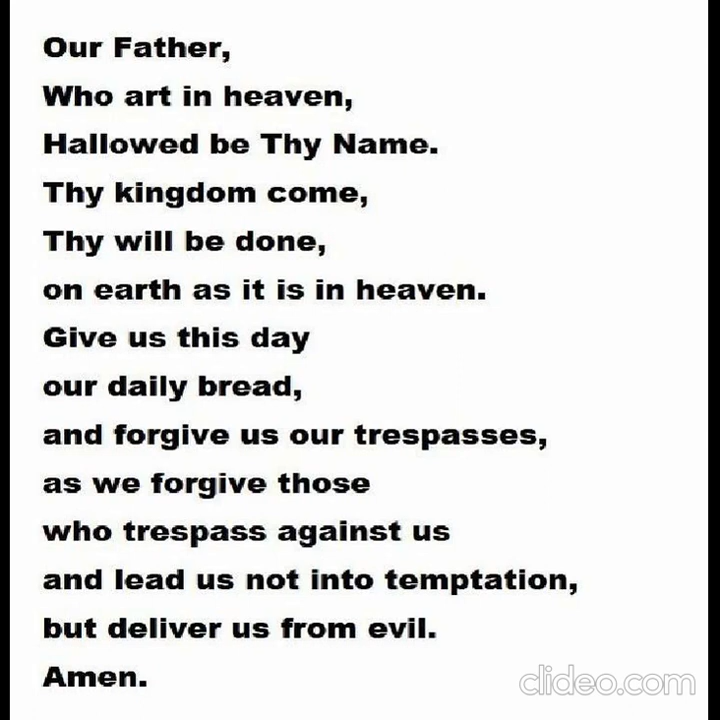 Our Father,
Who art in heaven,
Hallowed be Thy Name.
Thy kingdom come,
Thy will be done,
on earth as it is in heaven.
Give us this day
our daily bread,
and forgive us our trespasses,
as we forgive those
who trespass against us
and lead us not into temptation,
but deliver us from evil.
Amen.
clideo.com